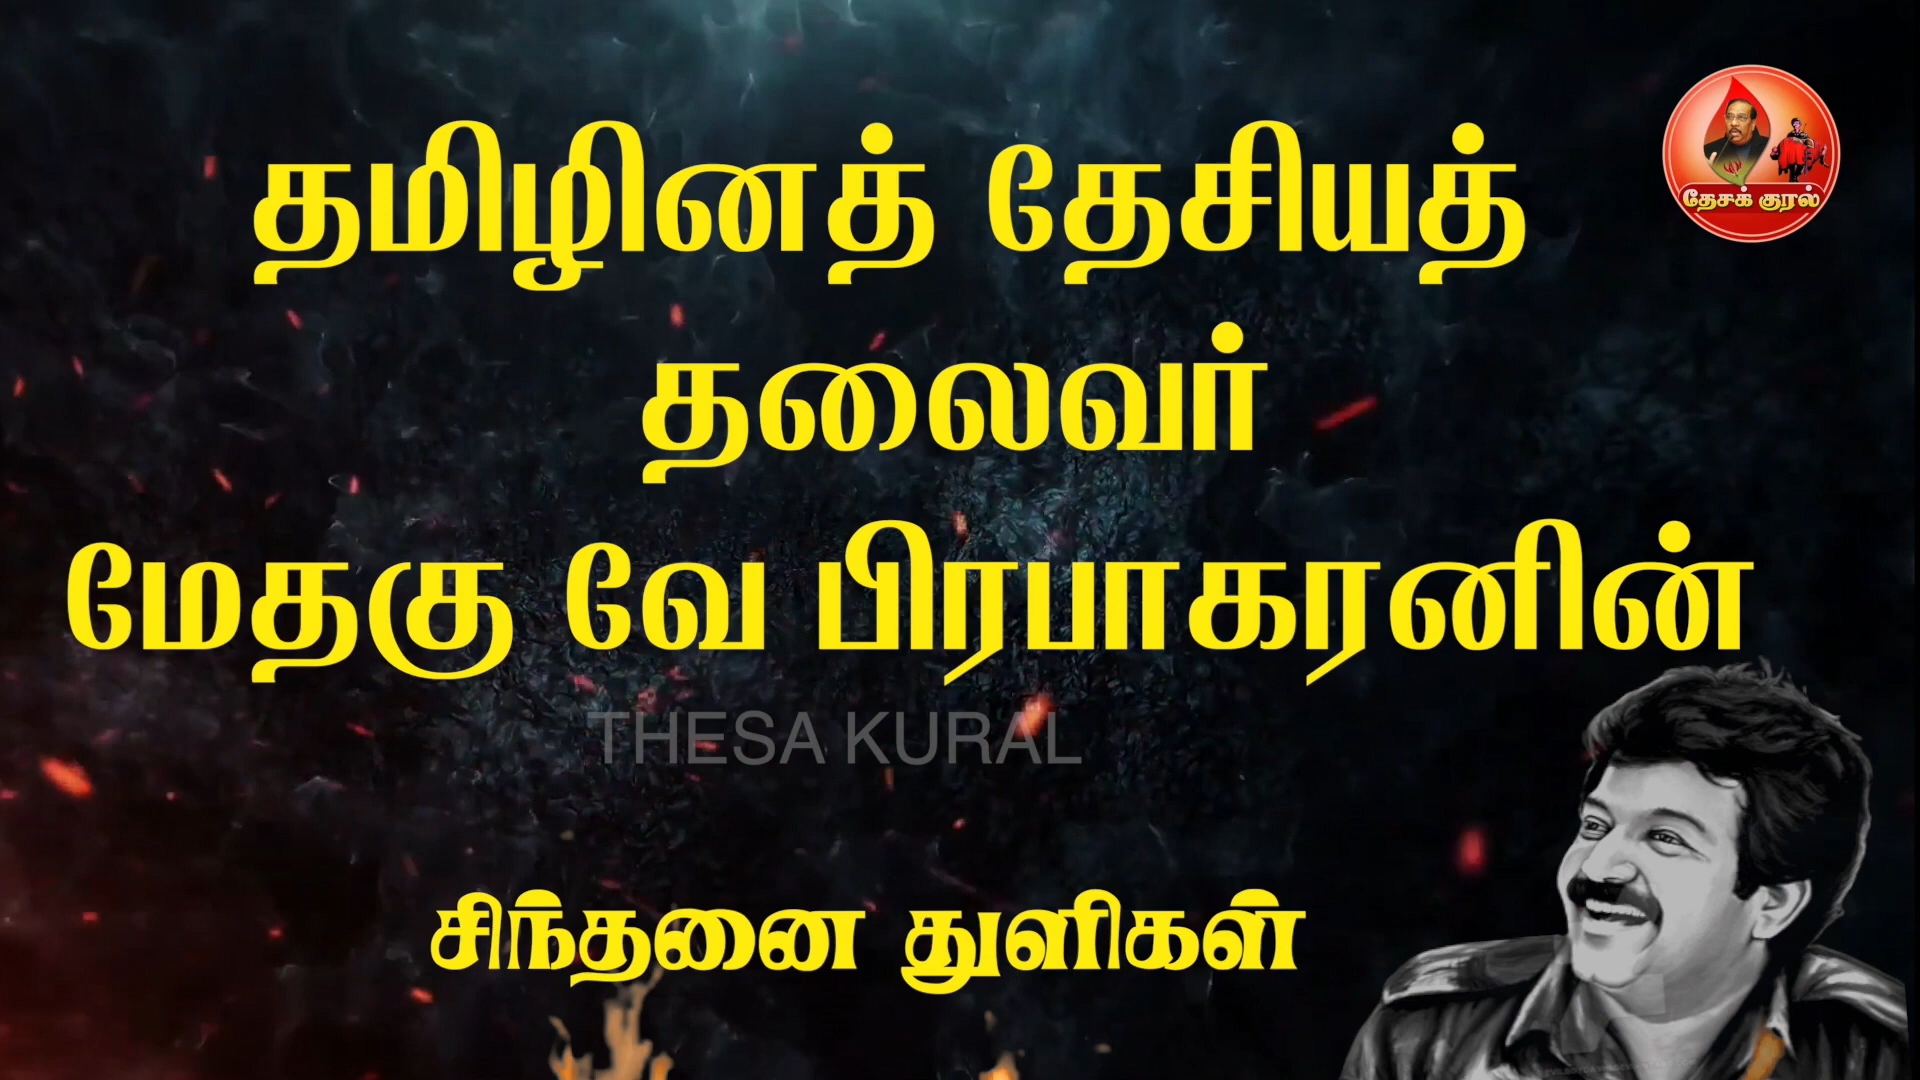 தேசக் குரல்
தமிழினத் தேசியத்
தலைவர்
மேதகு வே பிரபாகரனின்
THESA KURAL
சிந்தனை துளிகள்